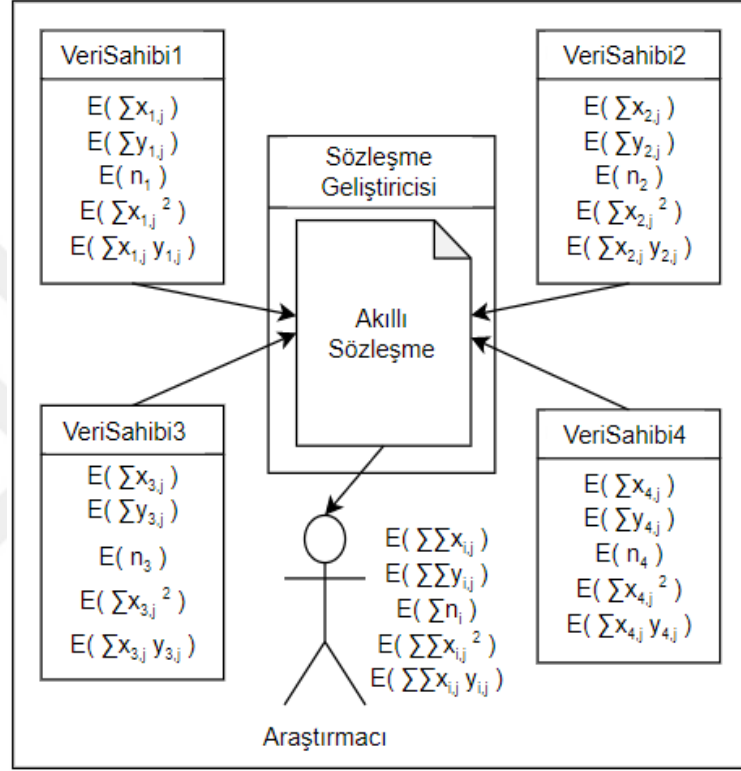 VeriSahibi1
E( ∑x₁,ⱼ )
E( ∑y₁,ⱼ )
E( n₁ )
E( ∑x₁,ⱼ ² )
E( ∑x₁,ⱼ y₁,ⱼ )
VeriSahibi2
E( ∑x₂,ⱼ )
E( ∑y₂,ⱼ )
E( n₂ )
E( ∑x₂,ⱼ ² )
E( ∑x₂,ⱼ y₂,ⱼ )
Sözleşme
Geliştiricisi
Akıllı
Sözleşme
VeriSahibi3
E( ∑x₃,ⱼ )
E( ∑y₃,ⱼ )
E( n₃ )
E( ∑x₃,ⱼ ² )
E( ∑x₃,ⱼ y₃,ⱼ )
VeriSahibi4
E( ∑x₄,ⱼ )
E( ∑y₄,ⱼ )
E( n₄ )
E( ∑x₄,ⱼ ² )
E( ∑x₄,ⱼ y₄,ⱼ )
E( ∑∑xᵢ,ⱼ )
E( ∑∑yᵢ,ⱼ )
E( ∑nᵢ )
E( ∑∑xᵢ,ⱼ ² )
E( ∑∑xᵢ,ⱼ yᵢ,ⱼ )
Araştırmacı